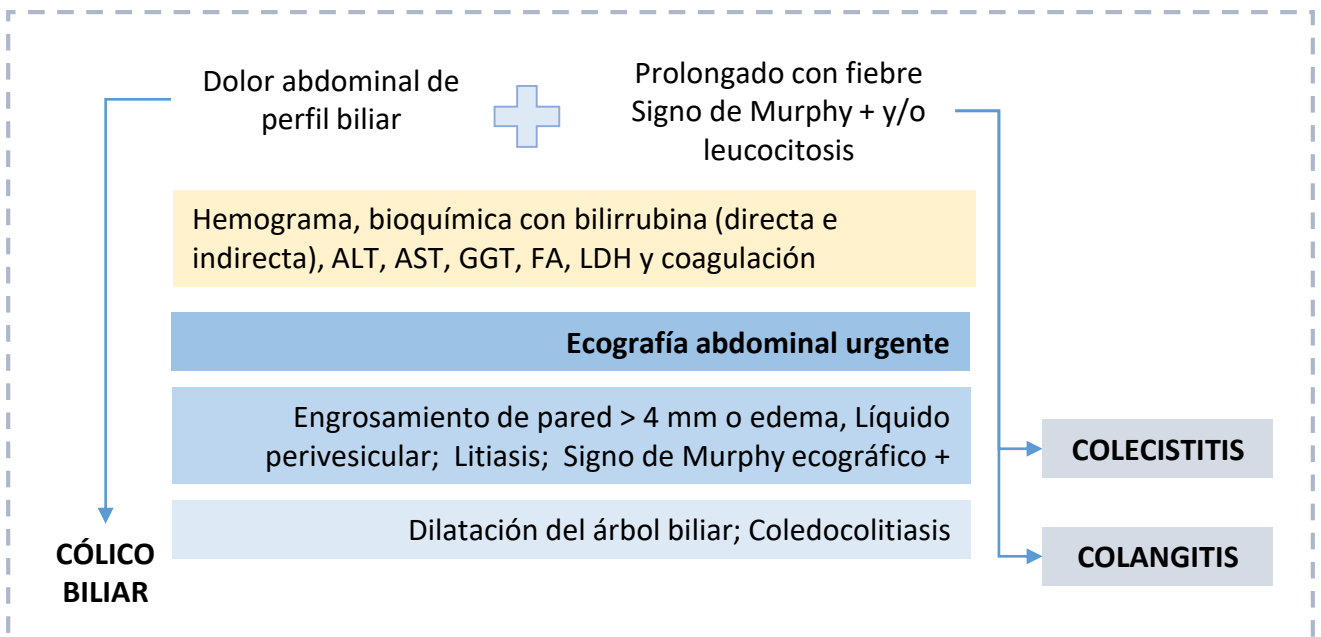 Dolor abdominal de
perfil biliar
Prolongado con fiebre
Signo de Murphy + y/o
leucocitosis
Hemograma, bioquímica con bilirrubina (directa e
indirecta), ALT, AST, GGT, FA, LDH y coagulación
Ecografía abdominal urgente
Engrosamiento de pared > 4 mm o edema, Líquido
perivesicular; Litiasis; Signo de Murphy ecográfico +
COLECISTITIS
Dilatación del árbol biliar; Coledocolitiasis
COLANGITIS
CÓLICO
BILIAR